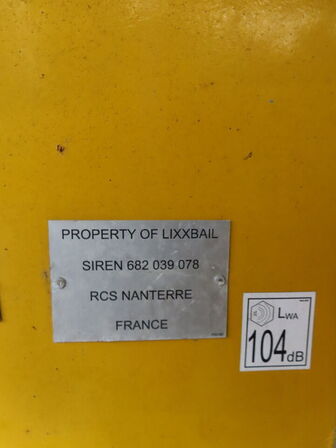 PROPERTY OF LIXXBAIL
SIREN 682 039 078
RCS NANTERRE
FRANCE
LWA
104dB